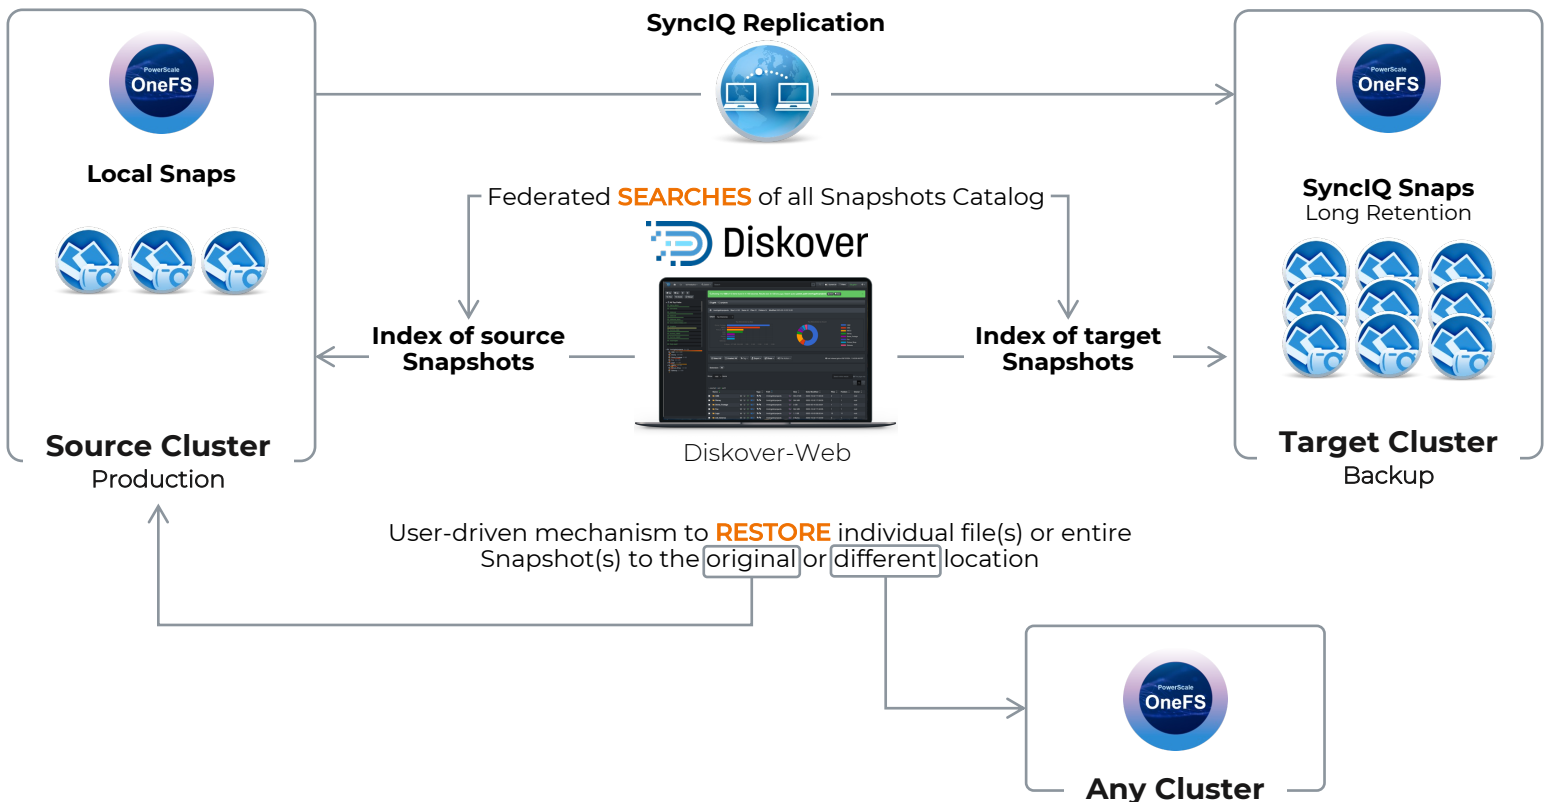 SyncIQ Replication
PowerScale
OneFS
PowerScale
OneFS
Local Snaps
SyncIQ Snaps
Long Retention
Federated SEARCHES of all Snapshots Catalog
Diskover
Index of source
Snapshots
Index of target
Snapshots
Source Cluster
Production
Diskover-Web
Target Cluster
Backup
User-driven mechanism to RESTORE individual file(s) or entire
Snapshot(s) to the original or different location
PowerScale
OneFS
Any Cluster